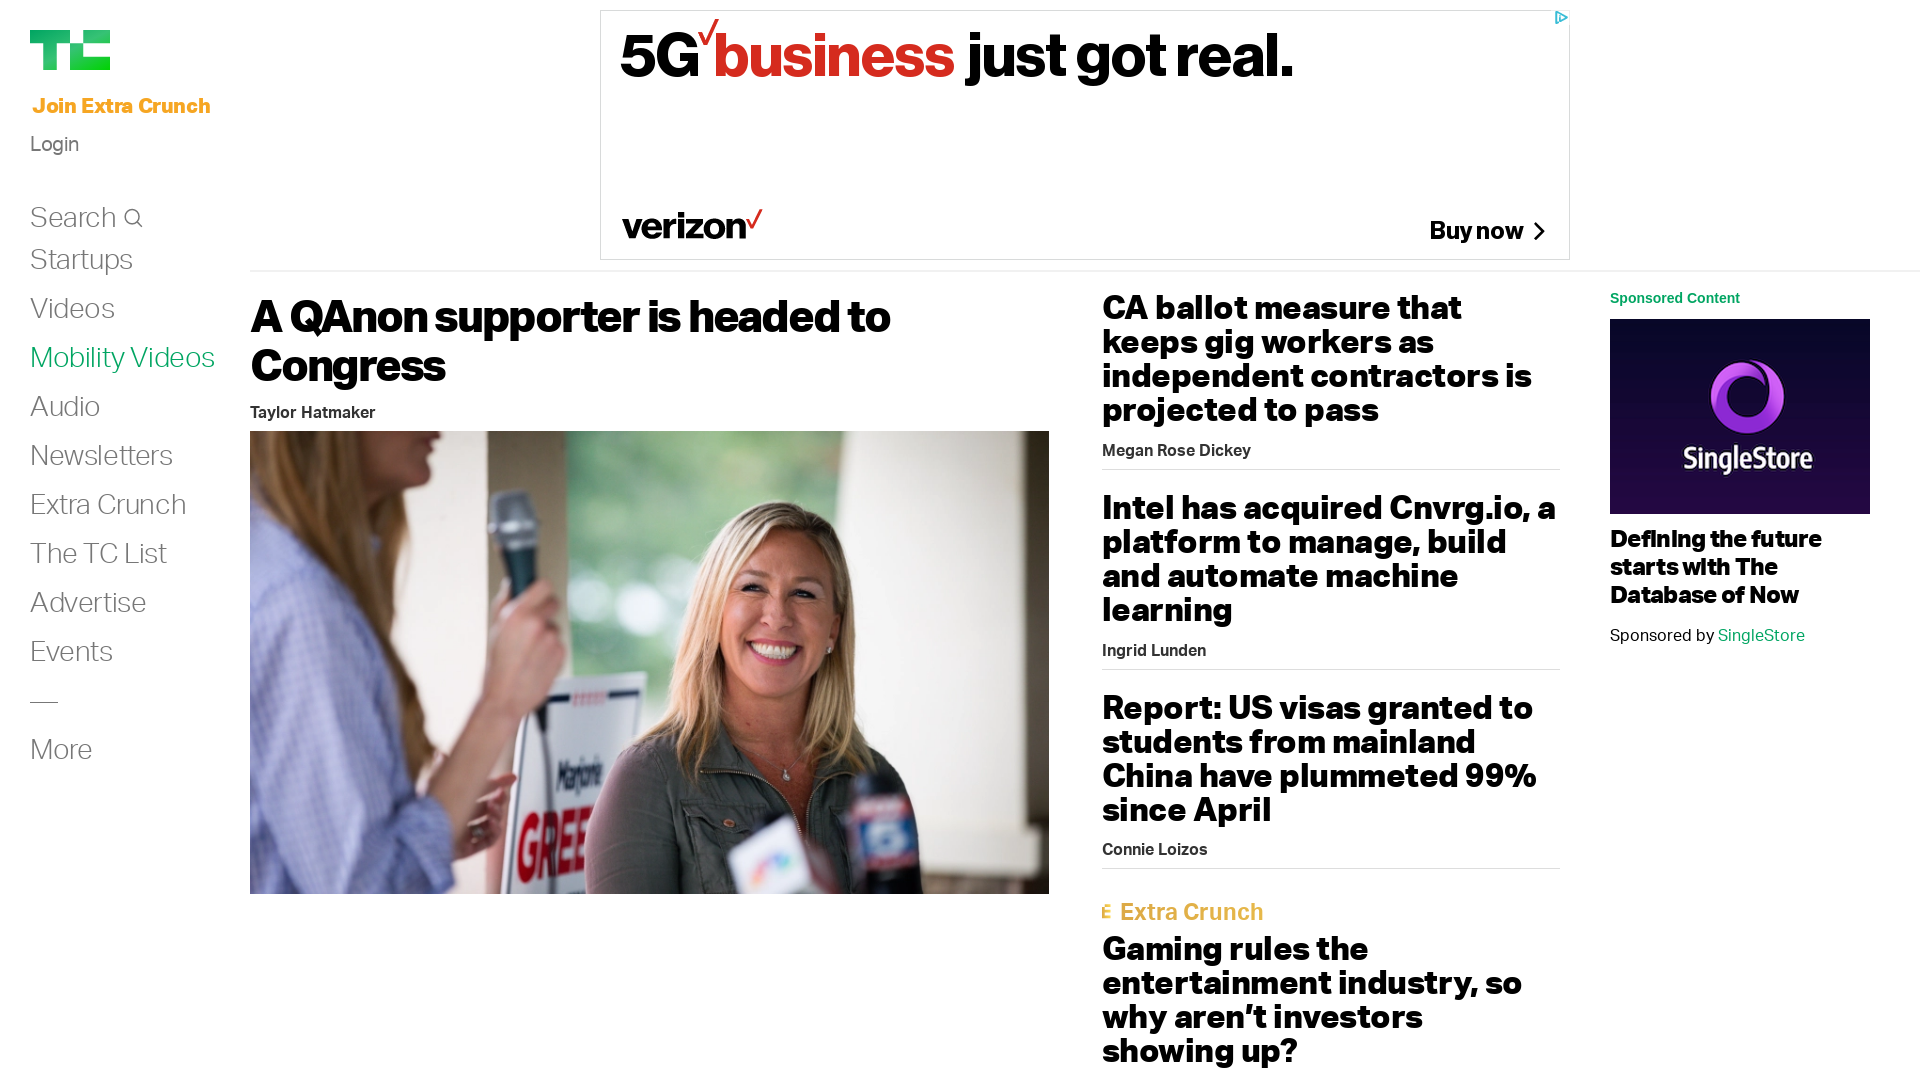 TC
Join Extra Crunch
Login
Search
Startups
Videos
Mobility Videos
Audio
Newsletters
Extra Crunch
The TC List
Advertise
Events
More
5G business just got real.
verizon
Buy now
A QAnon supporter is headed to
Congress
Taylor Hatmaker
Marjorie
GREE
5
CA ballot measure that
keeps gig workers as
independent contractors is
projected to pass
Megan Rose Dickey
Intel has acquired Cnvrg.io, a
platform to manage, build
and automate machine
learning
Ingrid Lunden
Report: US visas granted to
students from mainland
China have plummeted 99%
since April
Connie Loizos
Extra Crunch
Gaming rules the
entertainment industry, so
why aren’t investors
showing up?
Sponsored Content
SingleStore
Defining the future
starts with The
Database of Now
Sponsored by SingleStore